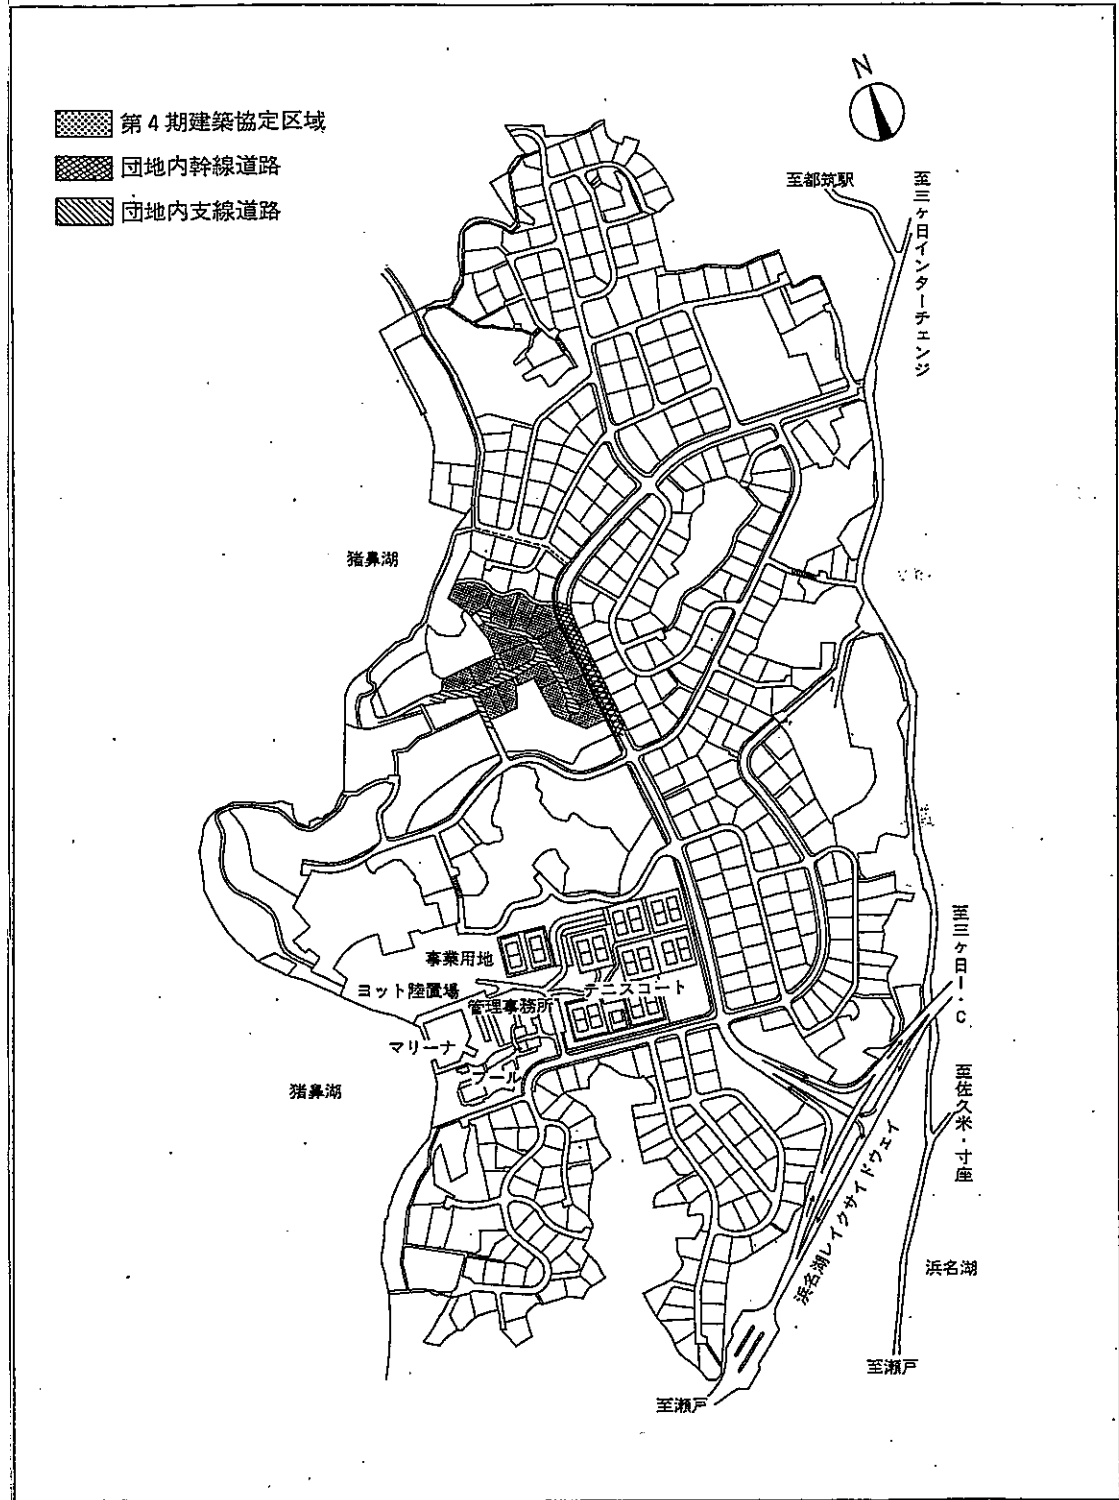 N
第4期建築協定区域
団地内幹線道路
団地内支線道路
至都筑駅
至三ヶ日インターチェンジ
猪鼻湖
事業用地
ヨット陸置場
テニスコート
管理事務所
マリーナ
プール
猪鼻湖
至三ヶ日I・C
至佐久米・寸座
浜名湖レイクサイドウェイ
浜名湖
至瀬戸
至瀬戸